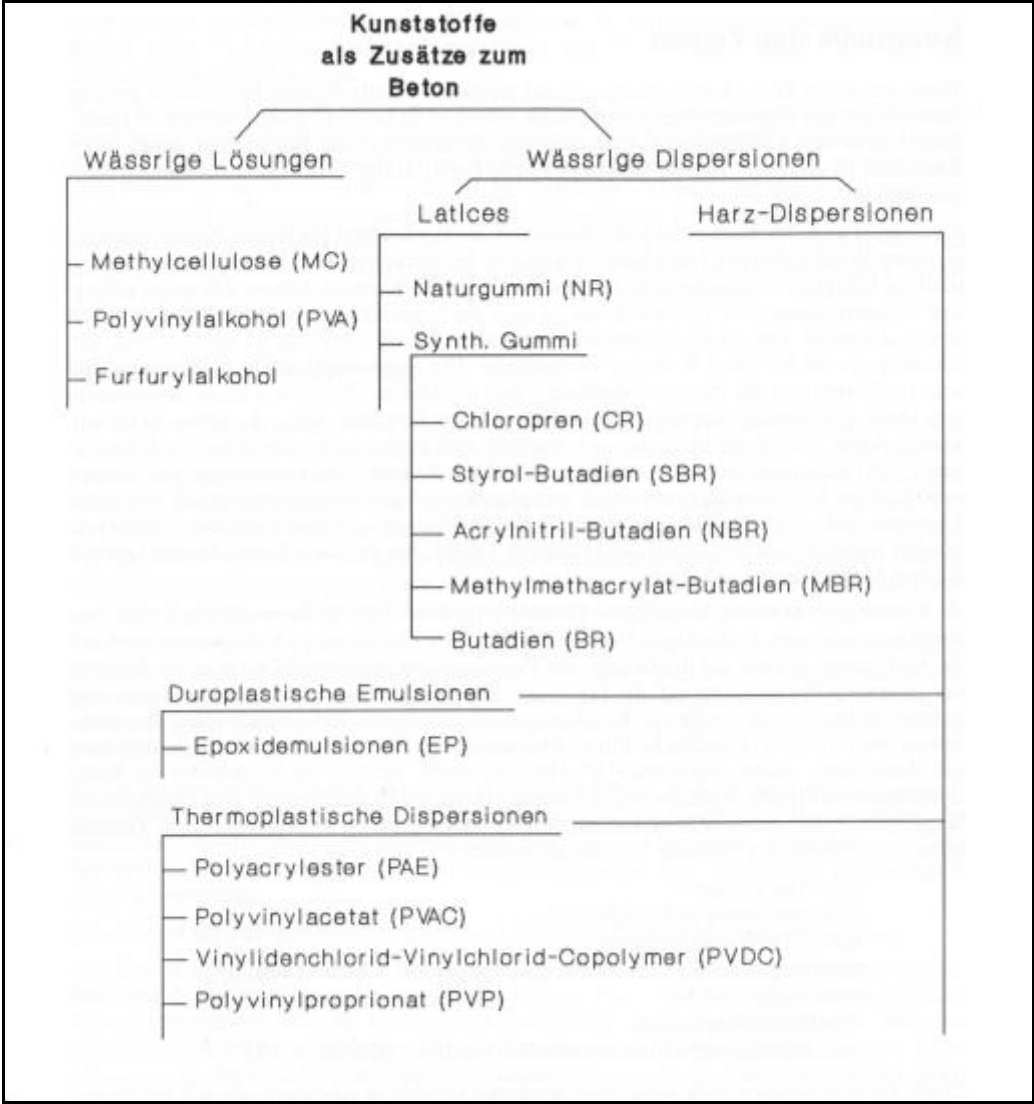 Kunststoffe
als Zusätze zum
Beton
Wässrige Lösungen
Wässrige Dispersionen
Latices
Harz-Dispersionen
Methylcellulose (MC)
Polyvinylalkohol (PVA)
Furfurylalkohol
Naturgummi (NR)
Synth. Gummi
Chloropren (CR)
Styrol-Butadien (SBR)
Acrylnitril-Butadien (NBR)
Methylmethacrylat-Butadien (MBR)
Butadien (BR)
Duroplastische Emulsionen
Epoxidemulsionen (EP)
Thermoplastische Dispersionen
Polyacrylester (PAE)
Polyvinylacetat (PVAC)
Vinylidenchlorid-Vinylchlorid-Copolymer (PVDC)
Polyvinylproprionat (PVP)